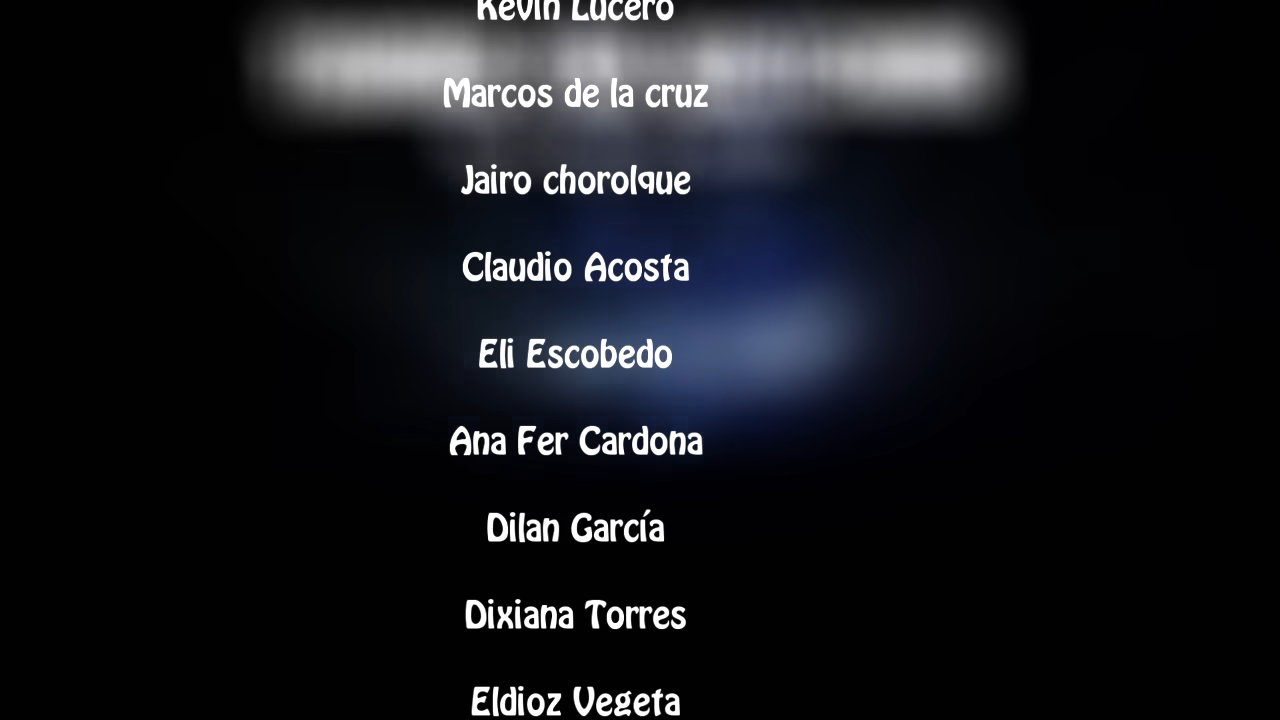 Kevin Lucero
Marcos de la cruz
Jairo chorolque
Claudio Acosta
Eli Escobedo
Ana Fer Cardona
Dilan García
Dixiana Torres
Eldioz Vegeta